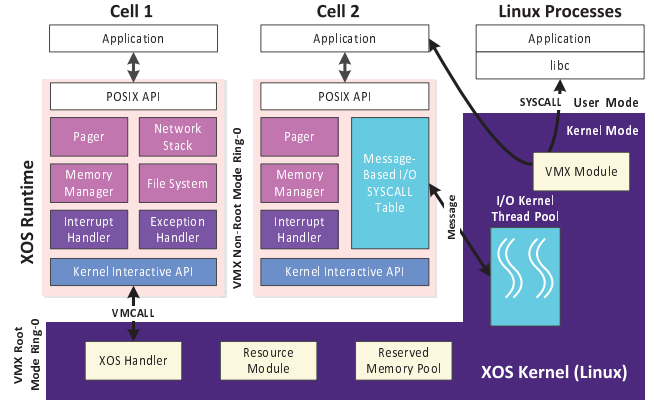 Cell 1
Cell 2
Linux Processes
Application
Application
Application
libc
POSIX API
POSIX API
SYSCALL
User Mode
Kernel Mode
XOS Runtime
Pager
Network
Stack
Memory
Manager
File System
Interrupt
Handler
Exception
Handler
Kernel Interactive API
VMX Non-Root Mode Ring-0
Pager
Memory
Manager
Interrupt
Handler
Message-
Based I/O
SYSCALL
Table
Kernel Interactive API
Message
VMX Module
I/O Kernel
Thread Pool
VMCALL
VMX Root
Mode Ring-0
XOS Handler
Resource
Module
Reserved
Memory Pool
XOS Kernel (Linux)